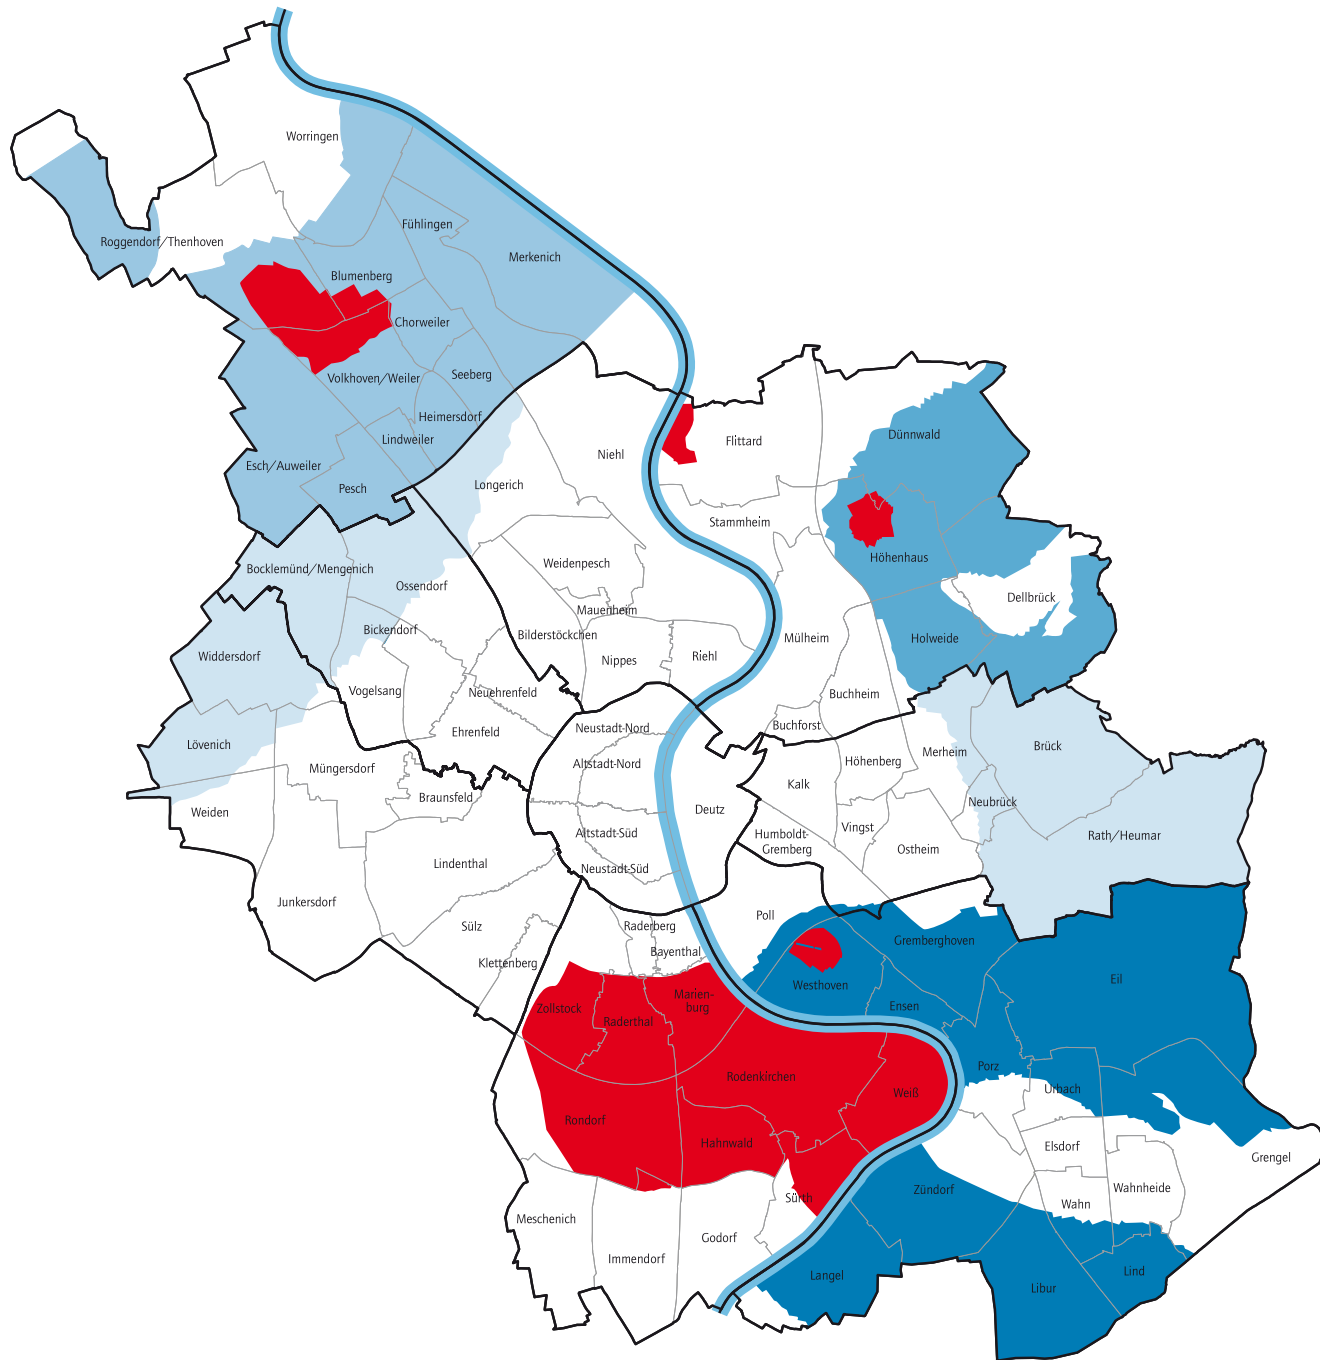 Worringen
Roggendorf/Thenhoven
Fühlingen
Merkenich
Blumenberg
Chorweiler
Volkhoven/Weiler
Seeberg
Heimersdorf
Lindweiler
Esch/Auweiler
Pesch
Niehl
Flittard
Dünnwald
Longerich
Stammheim
Höhenhaus
Weidenpesch
Bocklemünd/Mengenich
Ossendorf
Dellbrück
Mauenheim
Bickendorf
Bilderstöckchen
Mülheim
Holweide
Widdersdorf
Nippes
Riehl
Vogelsang
Neuehrenfeld
Buchheim
Ehrenfeld
Neustadt-Nord
Buchforst
Lövenich
Merheim
Brück
Müngersdorf
Altstadt-Nord
Höhenberg
Kalk
Braunsfeld
Neubrück
Weiden
Deutz
Vingst
Altstadt-Süd
Humboldt-
Gremberg
Ostheim
Rath/Heumar
Lindenthal
Neustadt-Süd
Junkersdorf
Poll
Sülz
Raderberg
Bayenthal
Gremberghoven
Klettenberg
Eil
Westhoven
Marien-
burg
Zollstock
Raderthal
Ensen
Porz
Rodenkirchen
Weiß
Urbach
Rondorf
Hahnwald
Elsdorf
Grengel
Zündorf
Wahnheide
Sürth
Wahn
Meschenich
Godorf
Immendorf
Langel
Lind
Libur